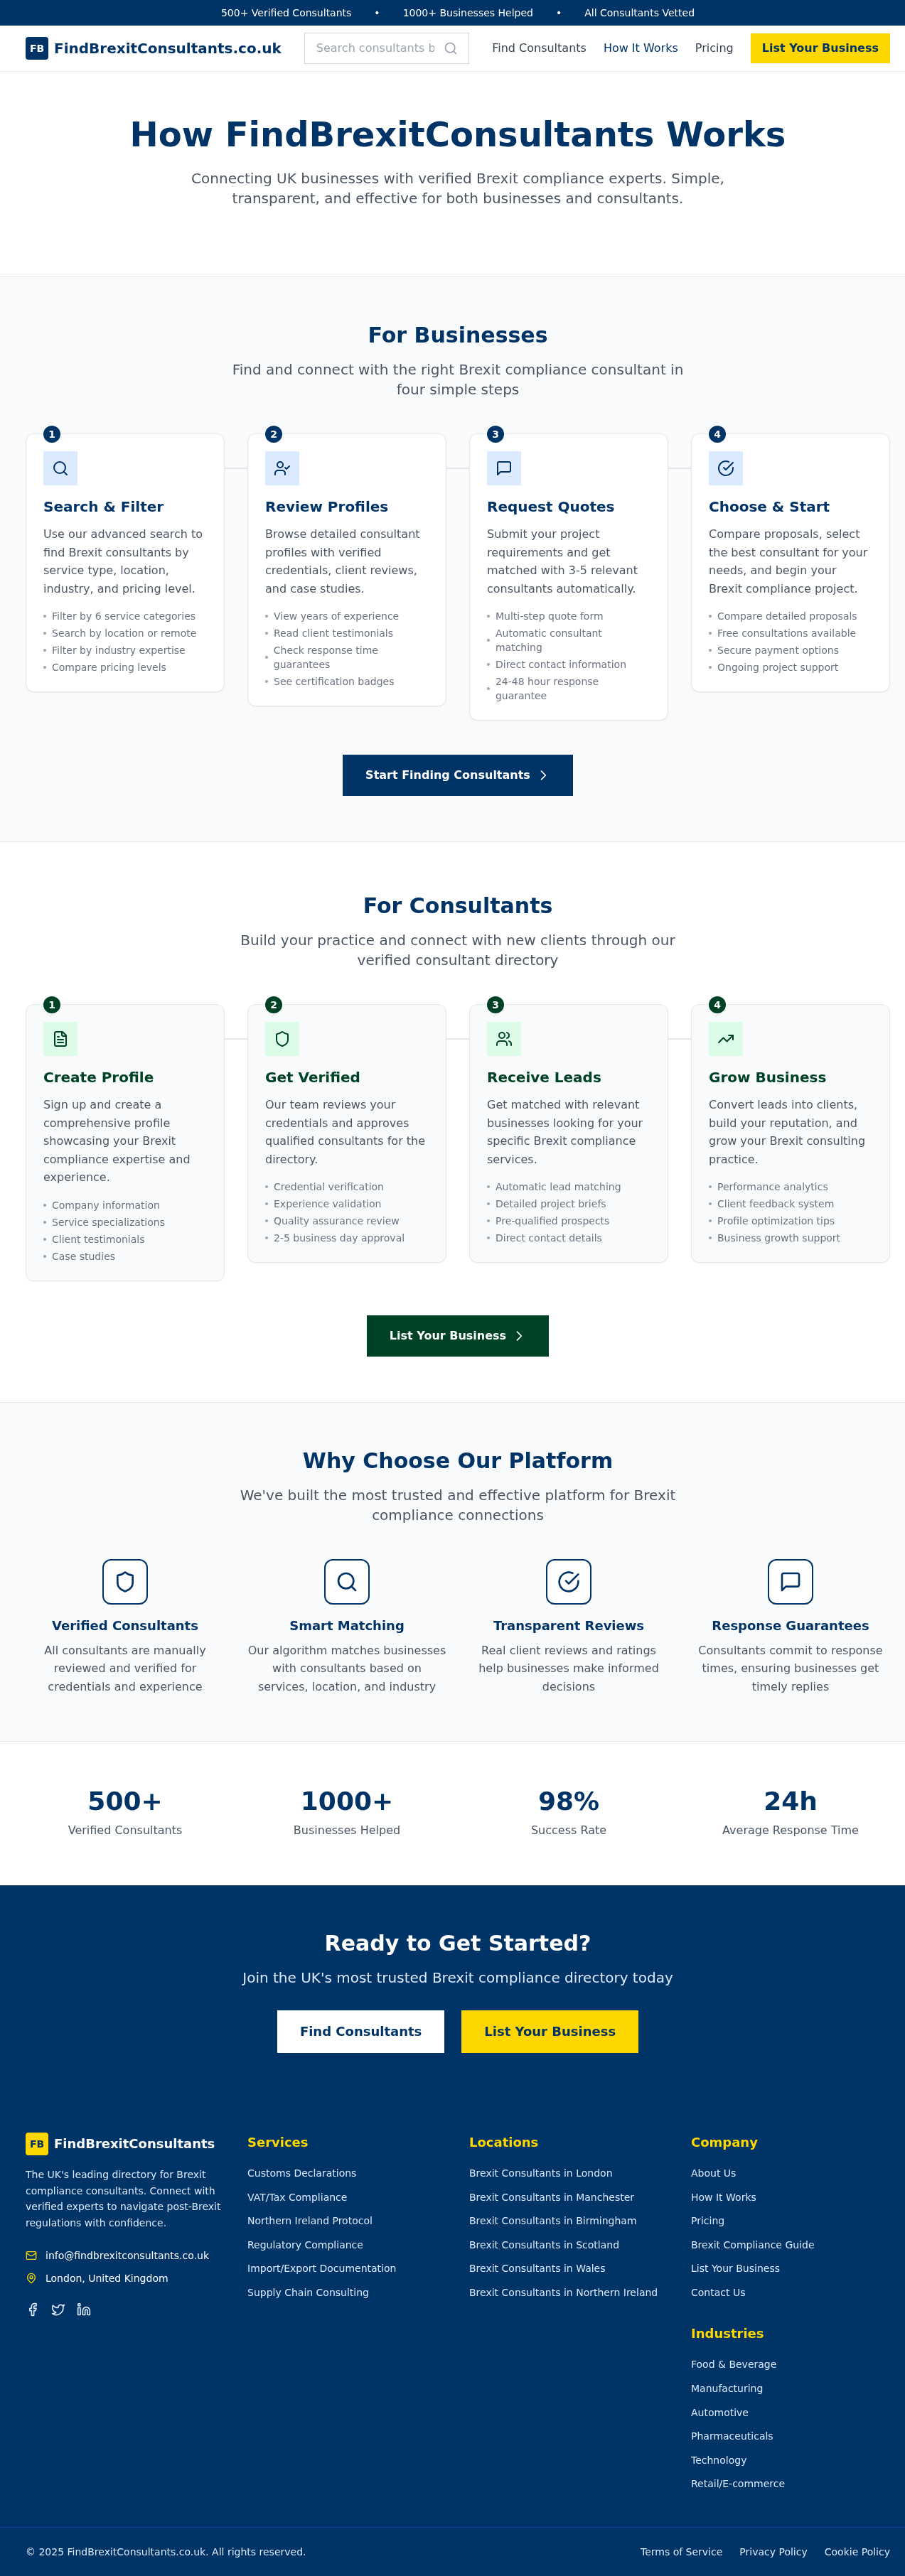 500+ Verified Consultants • 1000+ Businesses Helped • All Consultants Vetted
FB FindBrexitConsultants.co.uk Search consultants b Find Consultants How It Works Pricing List Your Business
How FindBrexitConsultants Works
Connecting UK businesses with verified Brexit compliance experts. Simple,
transparent, and effective for both businesses and consultants.
For Businesses
Find and connect with the right Brexit compliance consultant in
four simple steps
1
Search & Filter
Use our advanced search to
find Brexit consultants by
service type, location,
industry, and pricing level.
• Filter by 6 service categories
• Search by location or remote
• Filter by industry expertise
• Compare pricing levels
2
Review Profiles
Browse detailed consultant
profiles with verified
credentials, client reviews,
and case studies.
• View years of experience
• Read client testimonials
• Check response time
guarantees
• See certification badges
3
Request Quotes
Submit your project
requirements and get
matched with 3-5 relevant
consultants automatically.
• Multi-step quote form
• Automatic consultant
matching
• Direct contact information
• 24-48 hour response
guarantee
4
Choose & Start
Compare proposals, select
the best consultant for your
needs, and begin your
Brexit compliance project.
• Compare detailed proposals
• Free consultations available
• Secure payment options
• Ongoing project support
Start Finding Consultants
For Consultants
Build your practice and connect with new clients through our
verified consultant directory
1
Create Profile
Sign up and create a
comprehensive profile
showcasing your Brexit
compliance expertise and
experience.
• Company information
• Service specializations
• Client testimonials
• Case studies
2
Get Verified
Our team reviews your
credentials and approves
qualified consultants for the
directory.
• Credential verification
• Experience validation
• Quality assurance review
• 2-5 business day approval
3
Receive Leads
Get matched with relevant
businesses looking for your
specific Brexit compliance
services.
• Automatic lead matching
• Detailed project briefs
• Pre-qualified prospects
• Direct contact details
4
Grow Business
Convert leads into clients,
build your reputation, and
grow your Brexit consulting
practice.
• Performance analytics
• Client feedback system
• Profile optimization tips
• Business growth support
List Your Business
Why Choose Our Platform
We've built the most trusted and effective platform for Brexit
compliance connections
Verified Consultants
All consultants are manually
reviewed and verified for
credentials and experience
Smart Matching
Our algorithm matches businesses
with consultants based on
services, location, and industry
Transparent Reviews
Real client reviews and ratings
help businesses make informed
decisions
Response Guarantees
Consultants commit to response
times, ensuring businesses get
timely replies
500+
Verified Consultants
1000+
Businesses Helped
98%
Success Rate
24h
Average Response Time
Ready to Get Started?
Join the UK's most trusted Brexit compliance directory today
Find Consultants List Your Business
FB FindBrexitConsultants
The UK's leading directory for Brexit
compliance consultants. Connect with
verified experts to navigate post-Brexit
regulations with confidence.
info@findbrexitconsultants.co.uk
London, United Kingdom
Services
Customs Declarations
VAT/Tax Compliance
Northern Ireland Protocol
Regulatory Compliance
Import/Export Documentation
Supply Chain Consulting
Locations
Brexit Consultants in London
Brexit Consultants in Manchester
Brexit Consultants in Birmingham
Brexit Consultants in Scotland
Brexit Consultants in Wales
Brexit Consultants in Northern Ireland
Company
About Us
How It Works
Pricing
Brexit Compliance Guide
List Your Business
Contact Us
Industries
Food & Beverage
Manufacturing
Automotive
Pharmaceuticals
Technology
Retail/E-commerce
© 2025 FindBrexitConsultants.co.uk. All rights reserved. Terms of Service Privacy Policy Cookie Policy